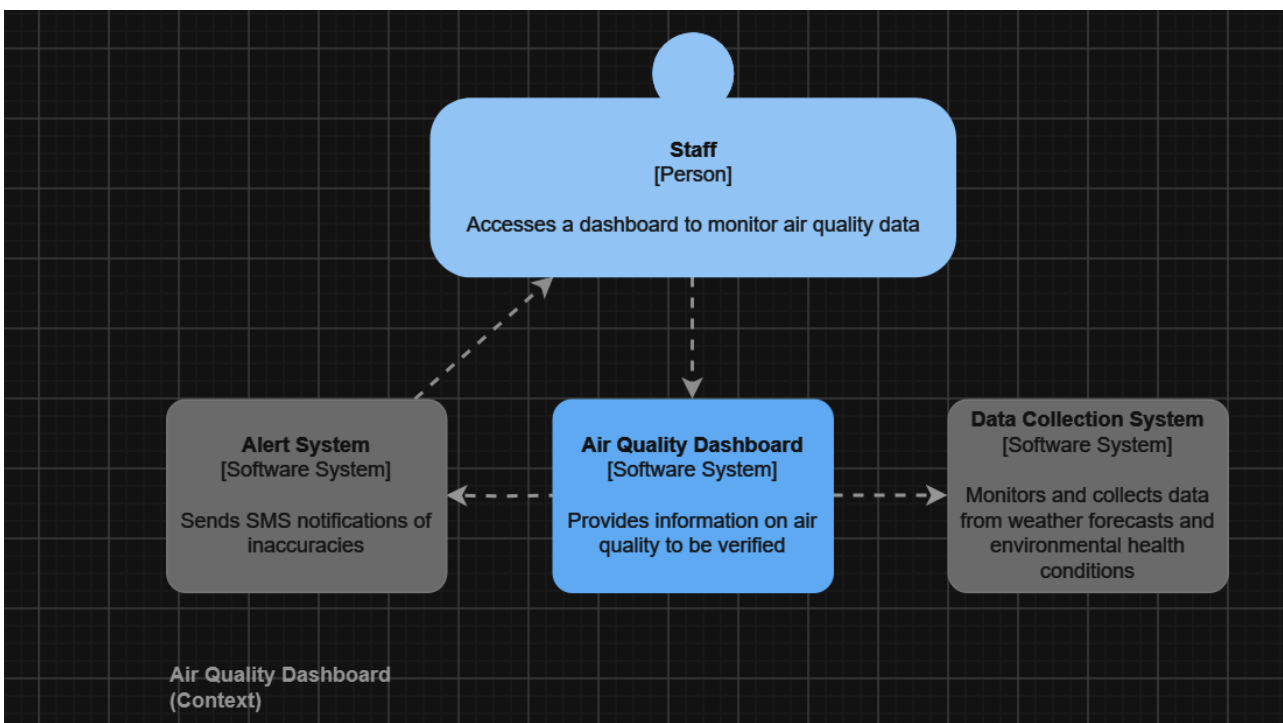 Staff
[Person]
Accesses a dashboard to monitor air quality data
Alert System
[Software System]
Sends SMS notifications of
inaccuracies
Air Quality Dashboard
[Software System]
Provides information on air
quality to be verified
Data Collection System
[Software System]
Monitors and collects data
from weather forecasts and
environmental health
conditions
Air Quality Dashboard
(Context)